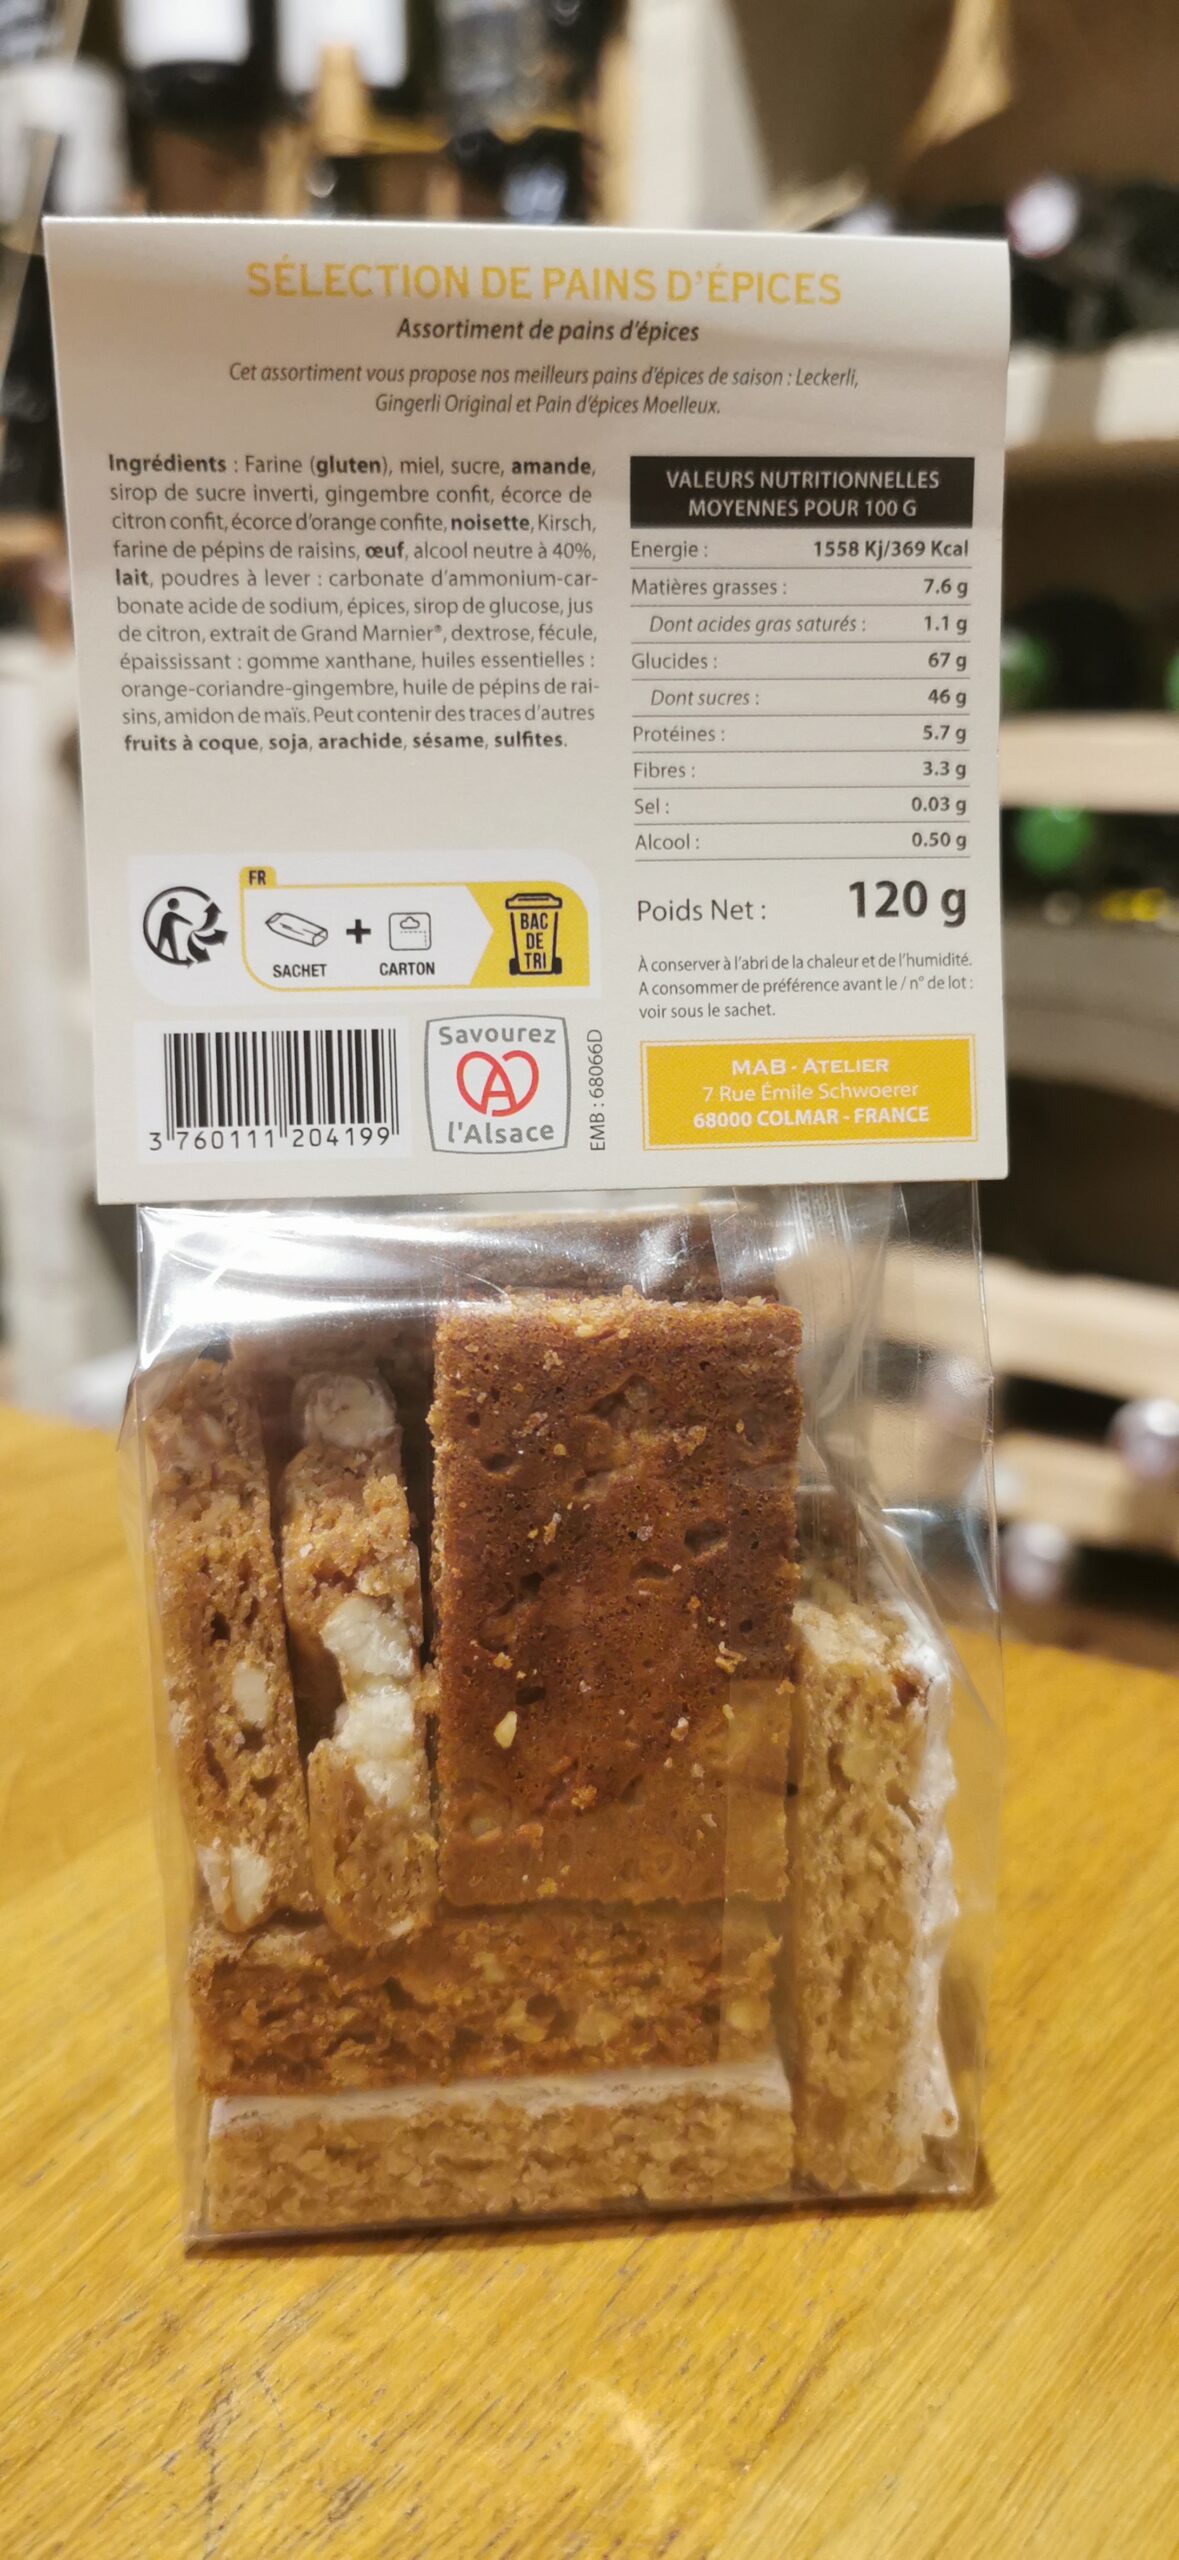 SÉLECTION DE PAINS D'ÉPICES
Assortiment de pains d'épices
Cet assortiment vous propose nos meilleurs pains d'épices de saison : Leckerli,
Gingerli Original et Pain d'épices Moelleux.
Ingrédients : Farine (gluten), miel, sucre, amande,
sirop de sucre inverti, gingembre confit, écorce de
citron confit, écorce d'orange confite, noisette, Kirsch,
farine de pépins de raisins, œuf, alcool neutre à 40%,
lait, poudres à lever : carbonate d'ammonium-car-
bonate acide de sodium, épices, sirop de glucose, jus
de citron, extrait de Grand Marnier®, dextrose, fécule,
épaississant : gomme xanthane, huiles essentielles :
orange-coriandre-gingembre, huile de pépins de rai-
sins, amidon de maïs. Peut contenir des traces d'autres
fruits à coque, soja, arachide, sésame, sulfites.
VALEURS NUTRITIONNELLES
MOYENNES POUR 100 G
Energie : 1558 Kj/369 Kcal
Matières grasses : 7.6 g
Dont acides gras saturés : 1.1 g
Glucides : 67 g
Dont sucres : 46 g
Protéines : 5.7 g
Fibres : 3.3 g
Sel : 0.03 g
Alcool : 0.50 g
Poids Net : 120 g
À conserver à l'abri de la chaleur et de l'humidité.
A consommer de préférence avant le / n° de lot :
voir sous le sachet.
FR
SACHET + CARTON
BAC
DE
TRI
3 760111 204199
Savourez
l'Alsace
EMB : 68066D
MAB - ATELIER
7 Rue Émile Schwoerer
68000 COLMAR - FRANCE